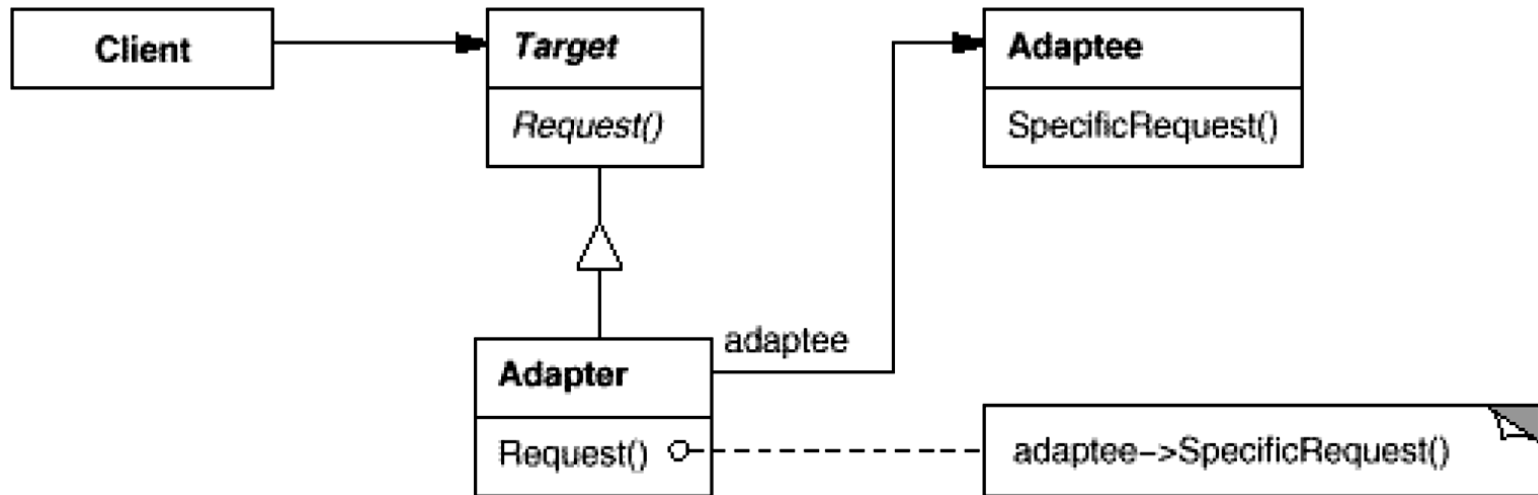 Client
Target
Request()
Adaptee
SpecificRequest()
adaptee
Adapter
Request()
adaptee->SpecificRequest()